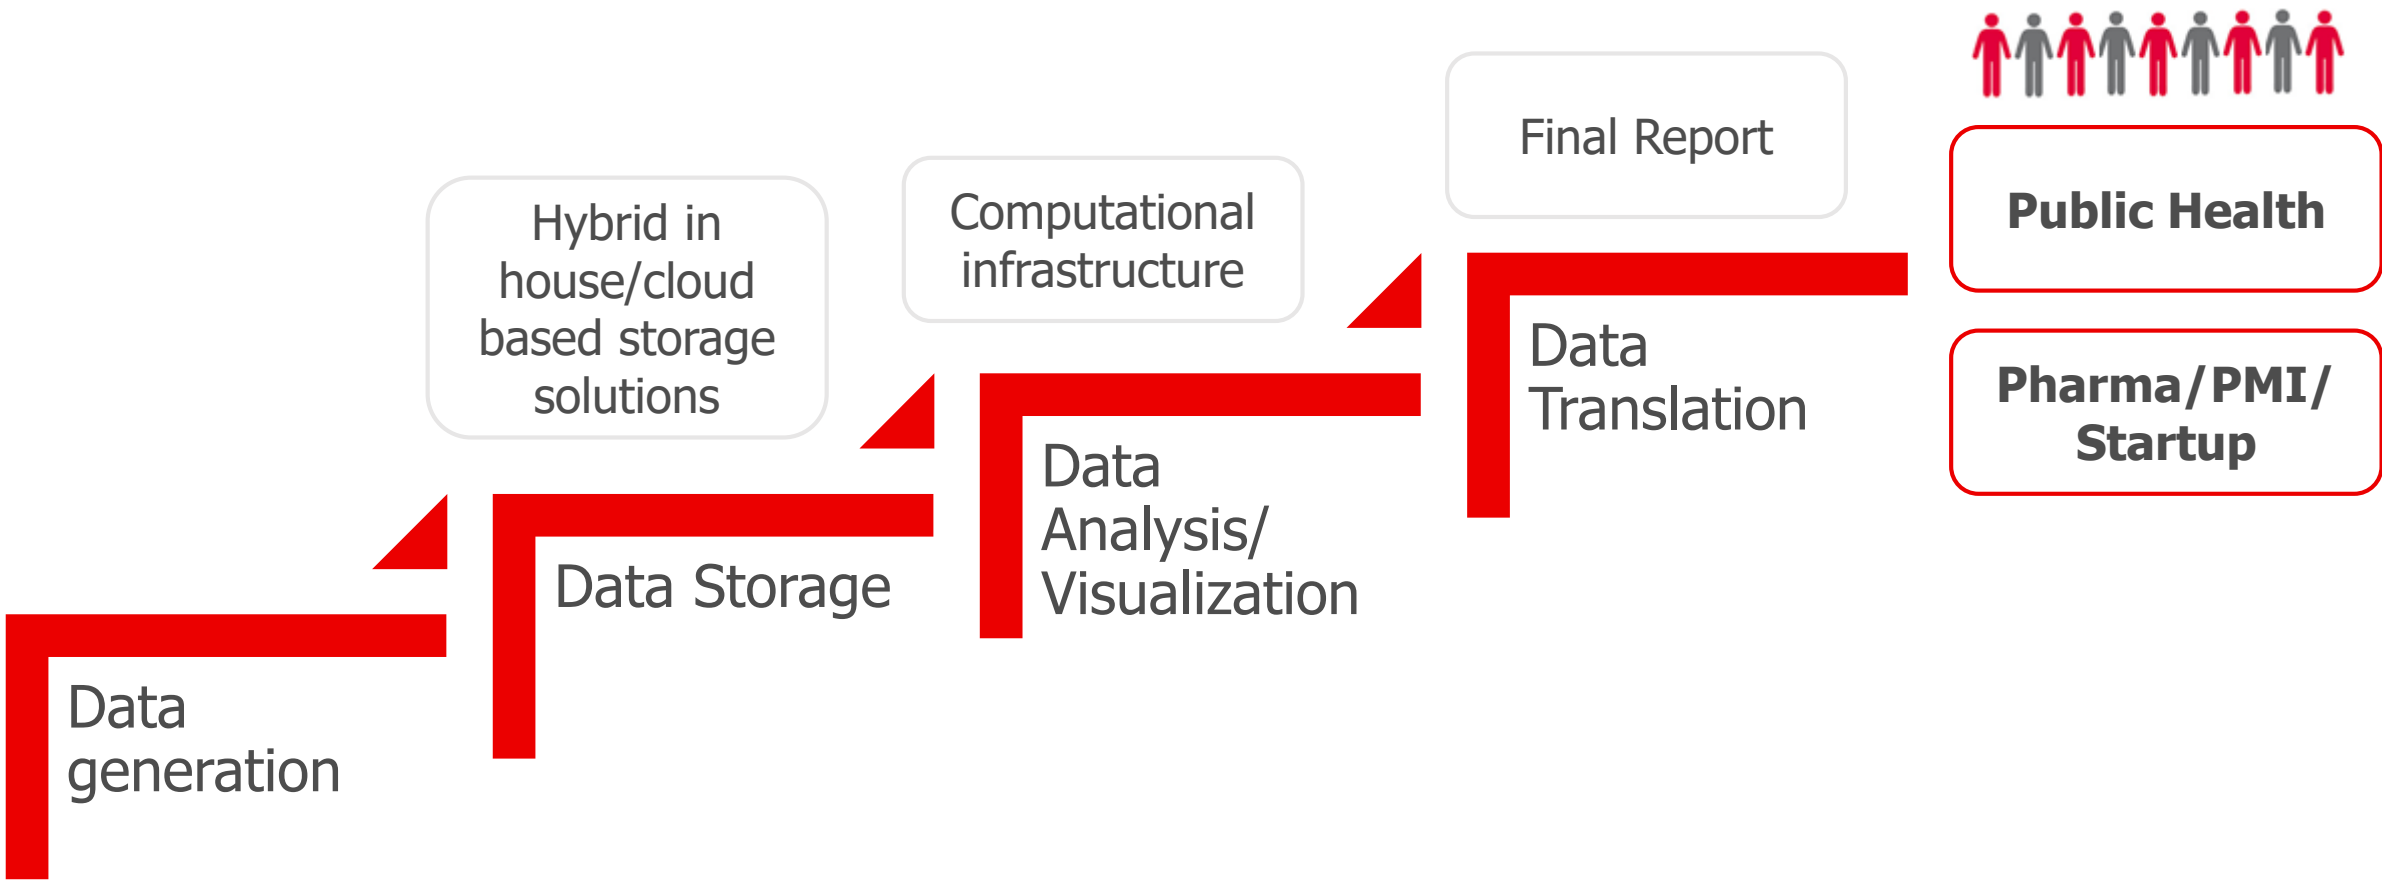 Final Report
Public Health
Hybrid in
house/cloud
based storage
solutions
Computational
infrastructure
Data
Translation
Pharma/PMI/
Startup
Data
Analysis/
Visualization
Data Storage
Data
generation